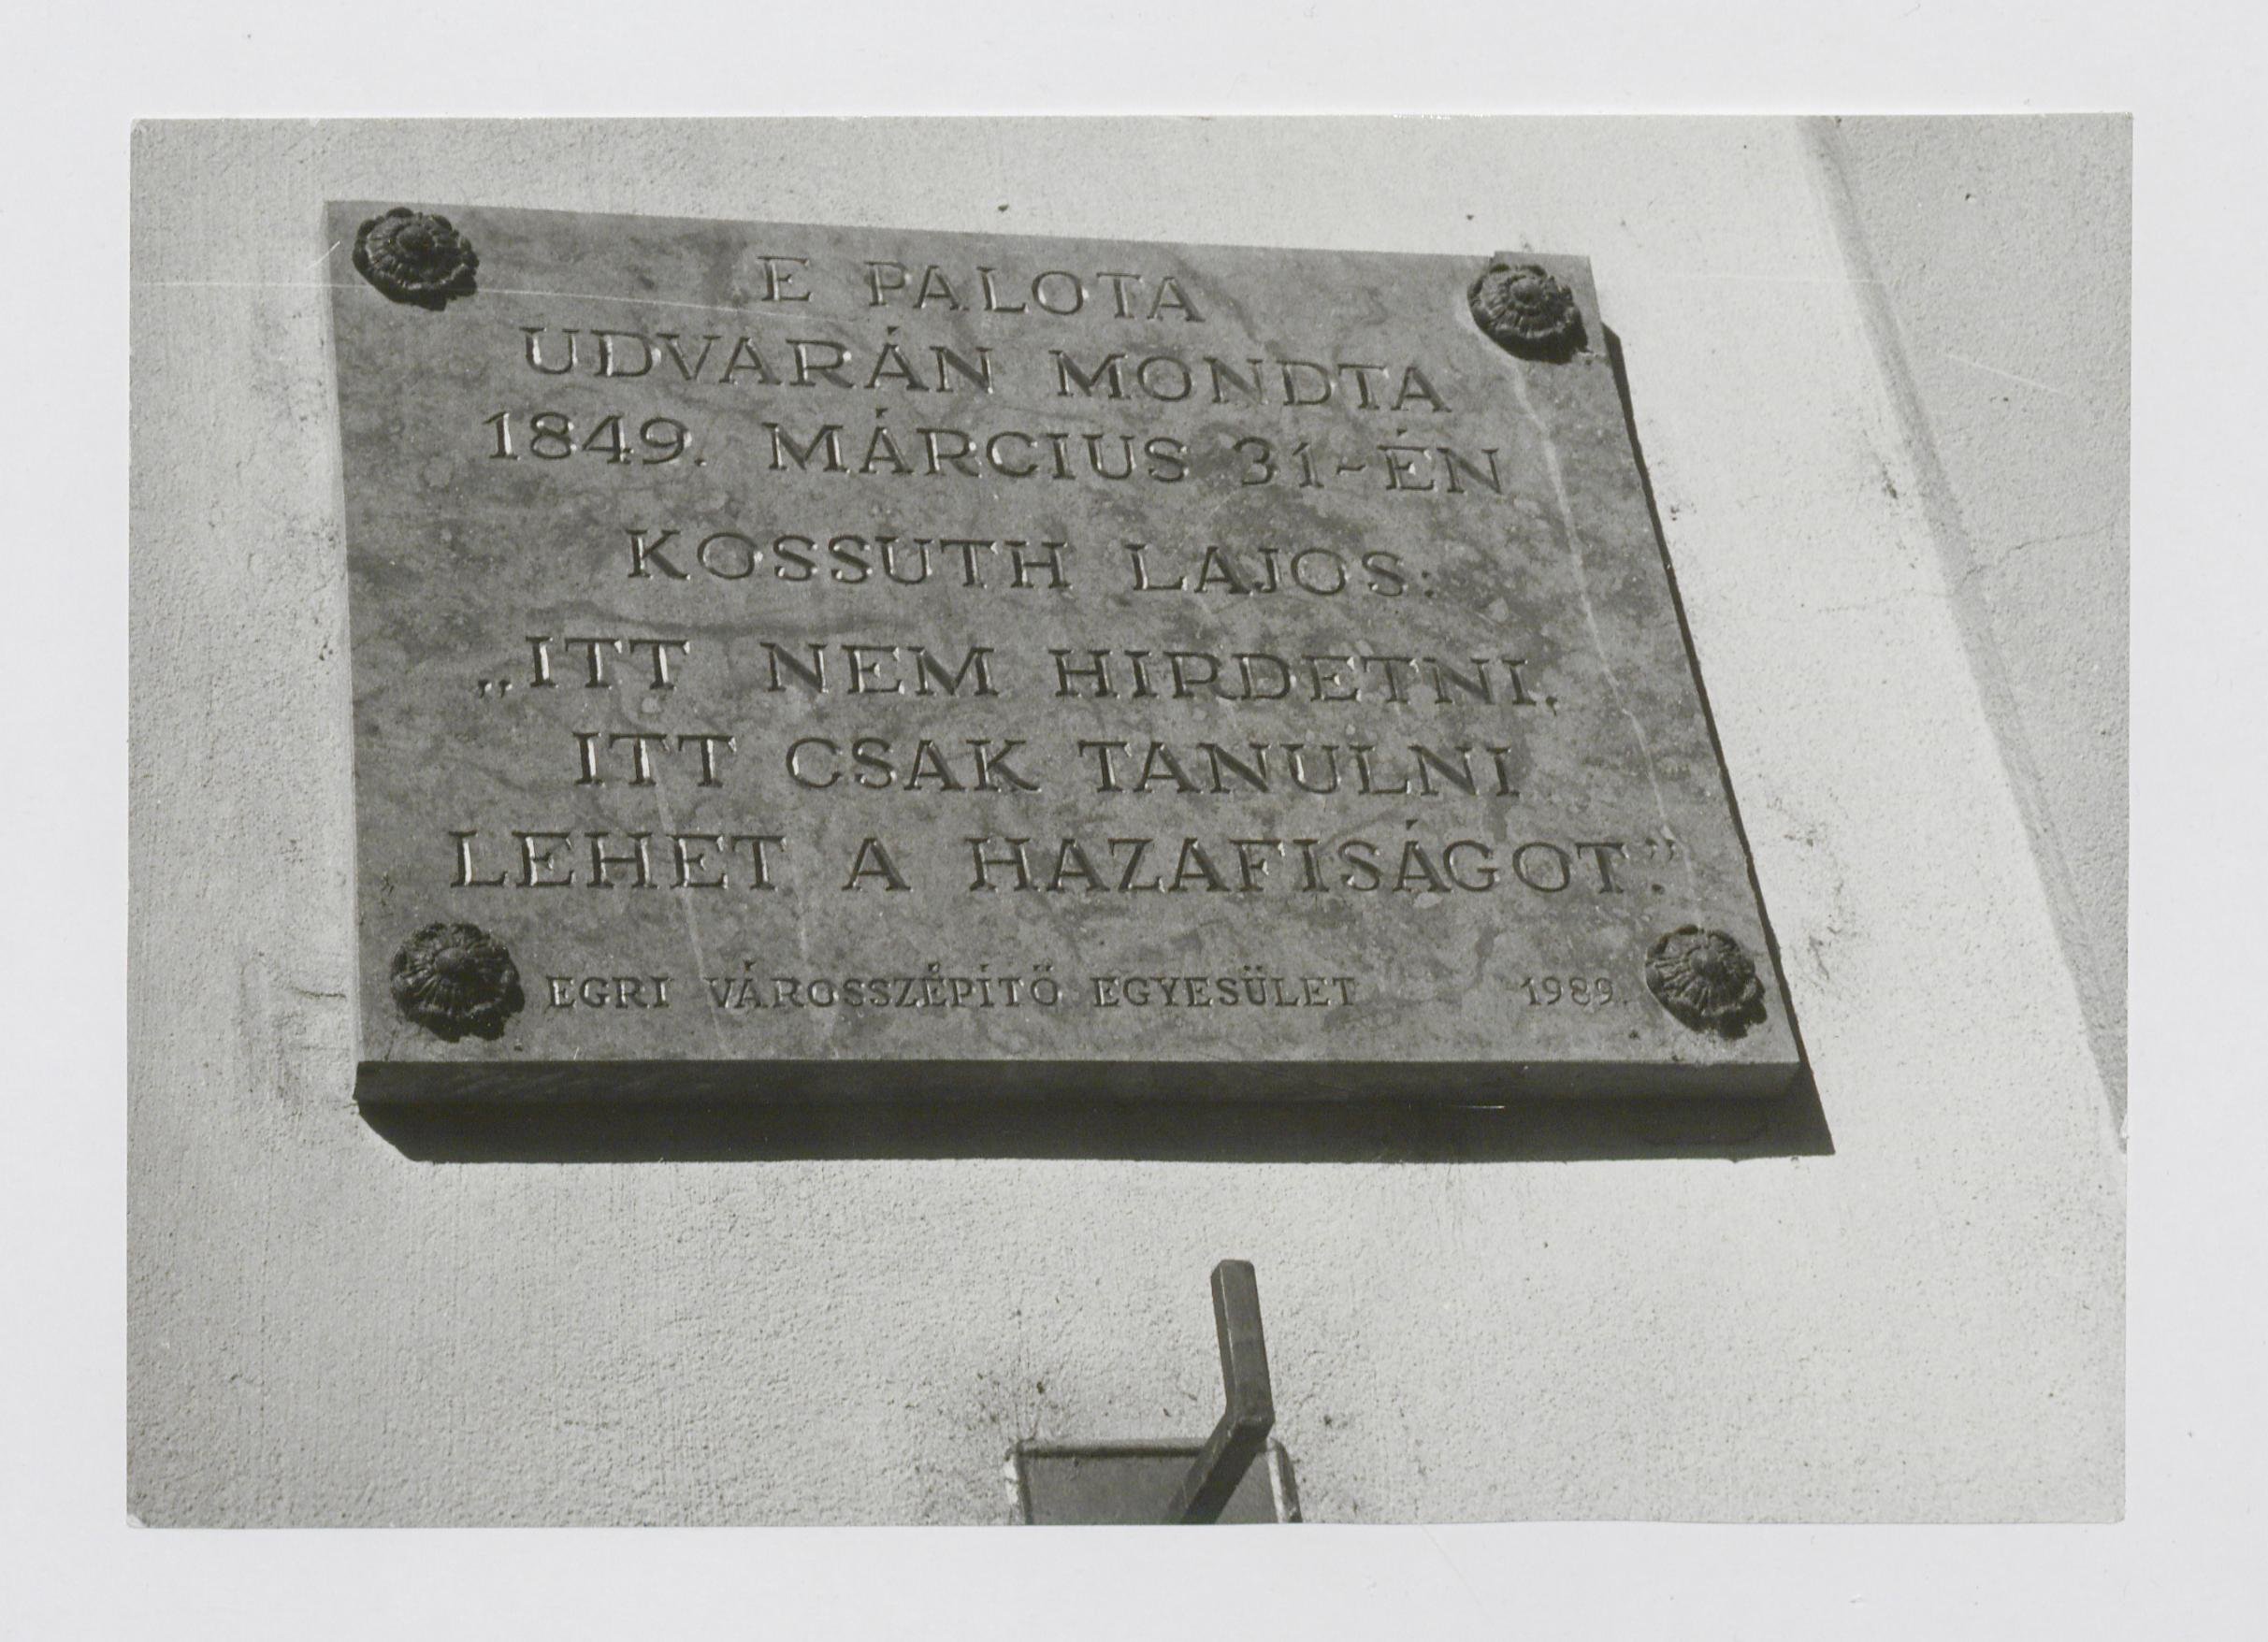 E PALOTA
UDVARÁN MONDTA
1849. MÁRCIUS 31-ÉN
KOSSUTH LAJOS:
„ITT NEM HIRDETNI,
ITT CSAK TANULNI
LEHET A HAZAFISÁGOT.”
EGRI VÁROSSZÉPÍTŐ EGYESÜLET 1989.